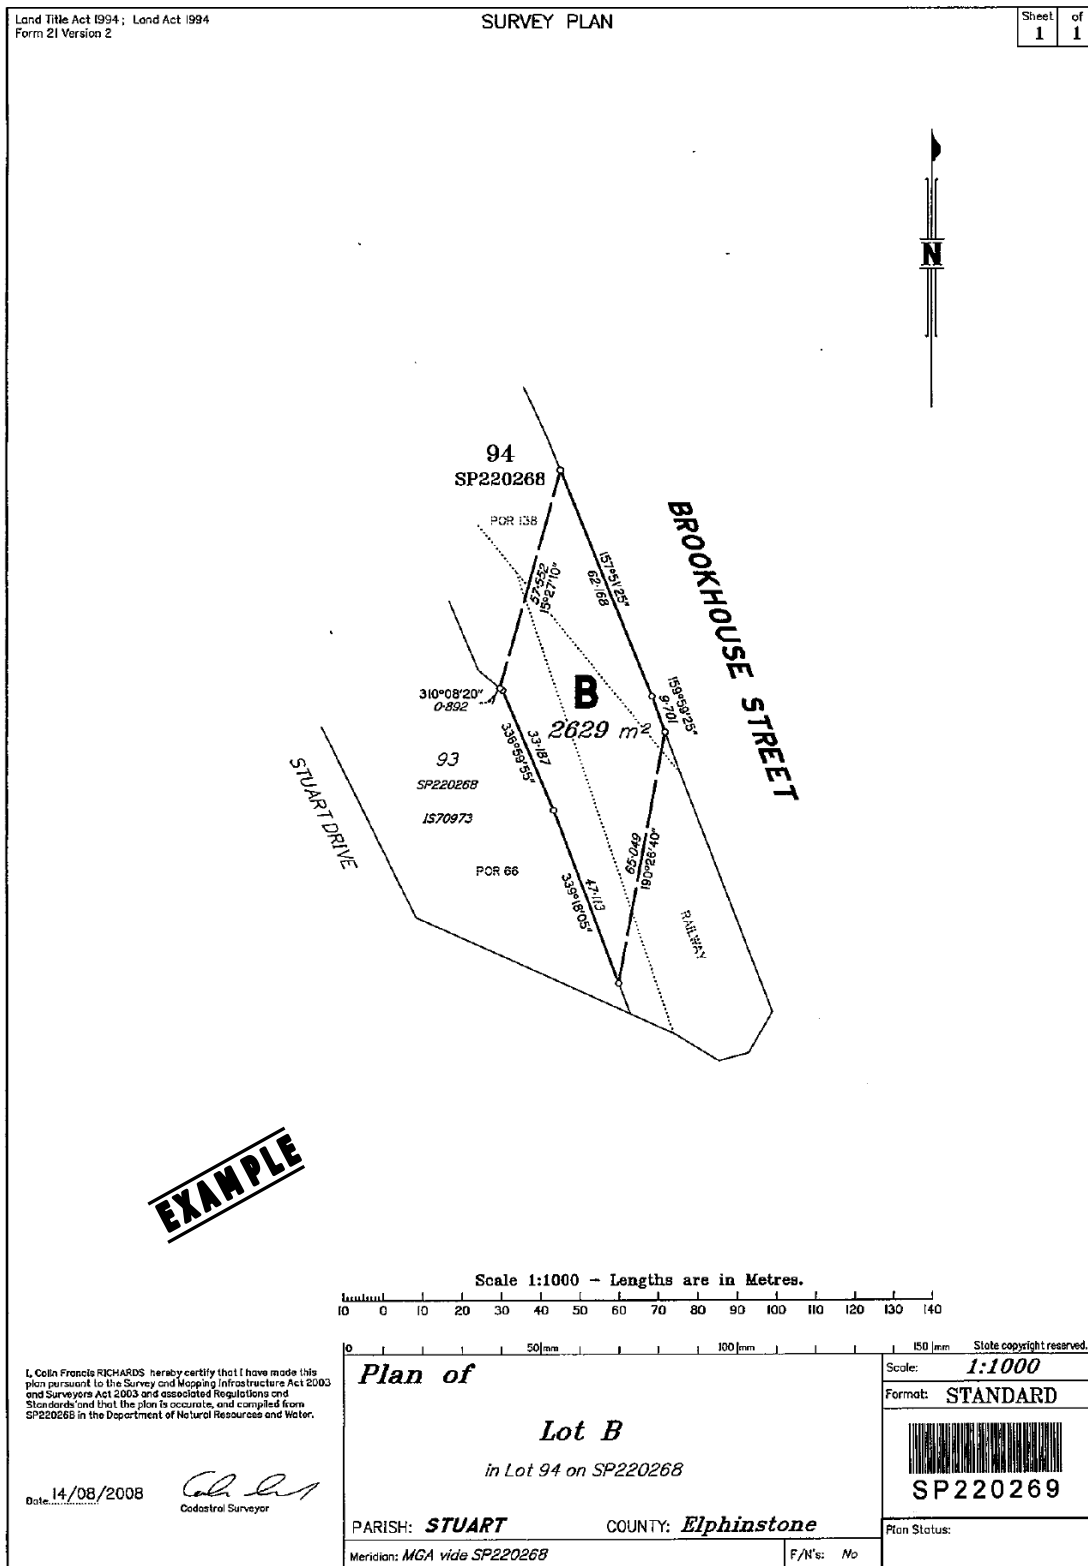 Land Title Act 1994 ; Land Act 1994
Form 21 Version 2
SURVEY PLAN
Sheet of
1 1
N
94
SP220268
POR 138
57·552
15°27'10"
157°51'25"
62·168
BROOKHOUSE STREET
310°08'20"
0·892
B
2629 m²
159°59'25"
9·701
33·187
336°59'55"
93
SP220268
IS70973
STUART DRIVE
POR 66
65·049
190°26'40"
47·113
339°18'05"
RAILWAY
EXAMPLE
Scale 1:1000 – Lengths are in Metres.
10 0 10 20 30 40 50 60 70 80 90 100 110 120 130 140
0 50 mm 100 mm 150 mm State copyright reserved.
I, Colin Francis RICHARDS hereby certify that I have made this
plan pursuant to the Survey and Mapping Infrastructure Act 2003
and Surveyors Act 2003 and associated Regulations and
Standards and that the plan is accurate, and compiled from
SP220268 in the Department of Natural Resources and Water.
Date 14/08/2008
Cadastral Surveyor
Plan of
Lot B
in Lot 94 on SP220268
PARISH: STUART COUNTY: Elphinstone
Meridian: MGA vide SP220268 F/N's: No
Scale: 1:1000
Format: STANDARD
SP220269
Plan Status: